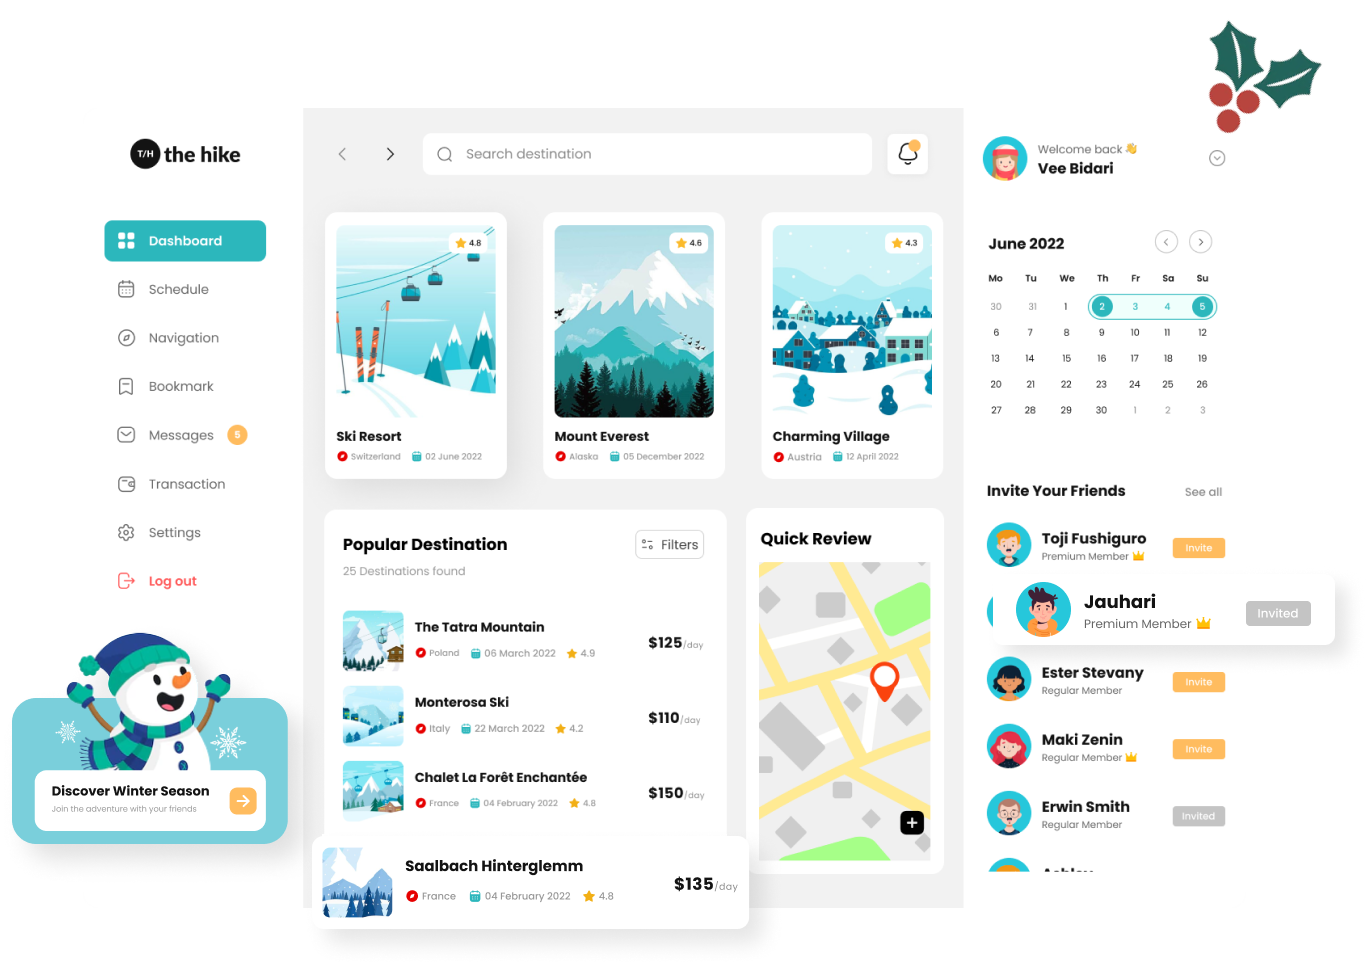 T/H the hike
Dashboard
Schedule
Navigation
Bookmark
Messages 5
Transaction
Settings
Log out
Discover Winter Season
Join the adventure with your friends
Search destination
4.8
Ski Resort
Switzerland 02 June 2022
4.6
Mount Everest
Alaska 05 December 2022
4.3
Charming Village
Austria 12 April 2022
Popular Destination
Filters
25 Destinations found
The Tatra Mountain
Poland 06 March 2022 4.9
$125/day
Monterosa Ski
Italy 22 March 2022 4.2
$110/day
Chalet La Forêt Enchantée
France 04 February 2022 4.8
$150/day
Saalbach Hinterglemm
France 04 February 2022 4.8
$135/day
Quick Review
Welcome back
Vee Bidari
June 2022
Mo Tu We Th Fr Sa Su
30 31 1 2 3 4 5
6 7 8 9 10 11 12
13 14 15 16 17 18 19
20 21 22 23 24 25 26
27 28 29 30 1 2 3
Invite Your Friends
See all
Toji Fushiguro
Premium Member
Invite
Jauhari
Premium Member
Invited
Ester Stevany
Regular Member
Invite
Maki Zenin
Regular Member
Invite
Erwin Smith
Regular Member
Invited